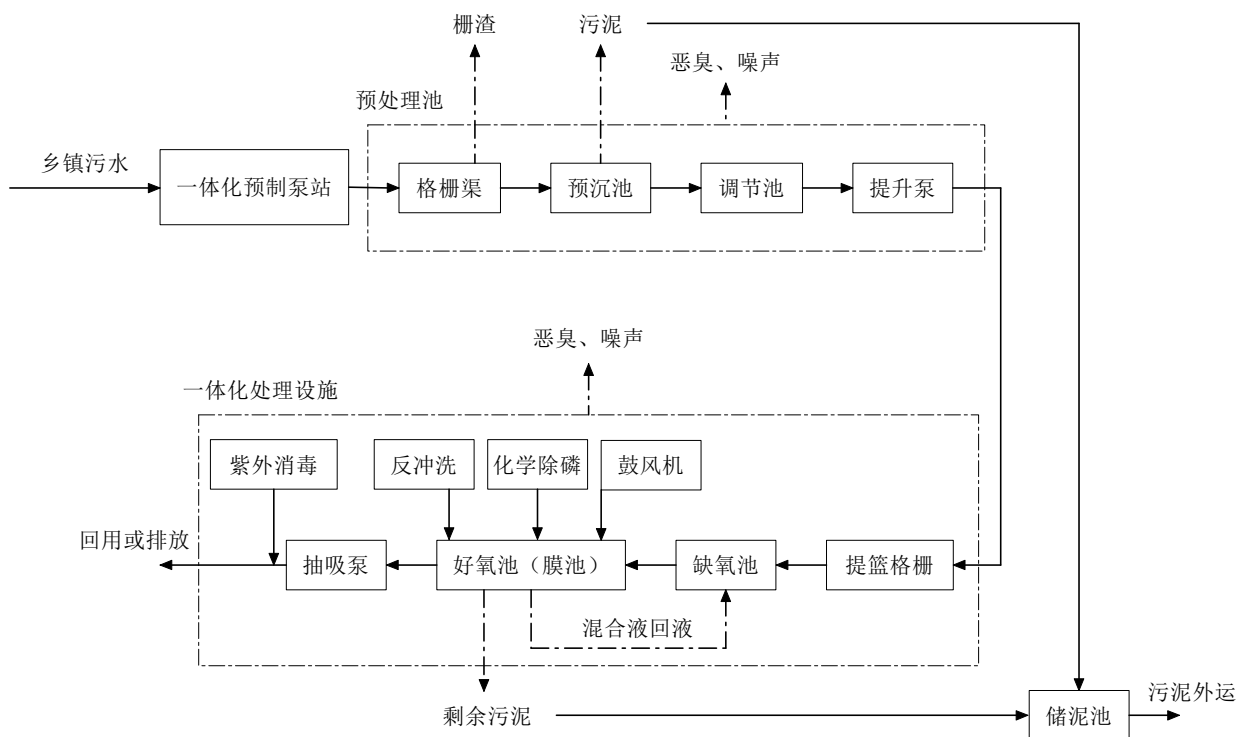 栅渣
污泥
恶臭、噪声
预处理池
乡镇污水
一体化预制泵站
格栅渠
预沉池
调节池
提升泵
恶臭、噪声
一体化处理设施
紫外消毒
反冲洗
化学除磷
鼓风机
回用或排放
抽吸泵
好氧池（膜池）
缺氧池
提篮格栅
混合液回液
剩余污泥
储泥池
污泥外运